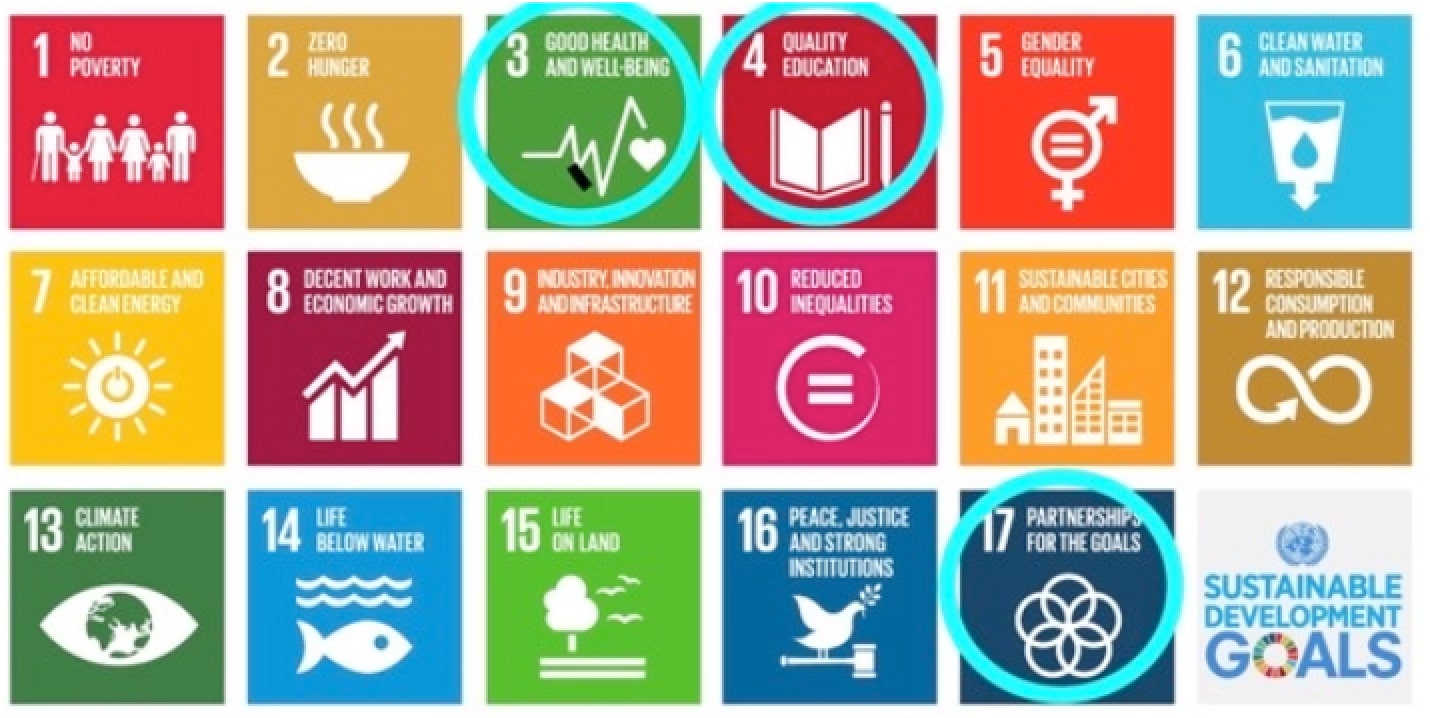 1 NO
POVERTY
2 ZERO
HUNGER
3 GOOD HEALTH
AND WELL-BEING
4 QUALITY
EDUCATION
5 GENDER
EQUALITY
6 CLEAN WATER
AND SANITATION
7 AFFORDABLE AND
CLEAN ENERGY
8 DECENT WORK AND
ECONOMIC GROWTH
9 INDUSTRY, INNOVATION
AND INFRASTRUCTURE
10 REDUCED
INEQUALITIES
11 SUSTAINABLE CITIES
AND COMMUNITIES
12 RESPONSIBLE
CONSUMPTION
AND PRODUCTION
13 CLIMATE
ACTION
14 LIFE
BELOW WATER
15 LIFE
ON LAND
16 PEACE, JUSTICE
AND STRONG
INSTITUTIONS
17 PARTNERSHIPS
FOR THE GOALS
SUSTAINABLE
DEVELOPMENT
GOALS